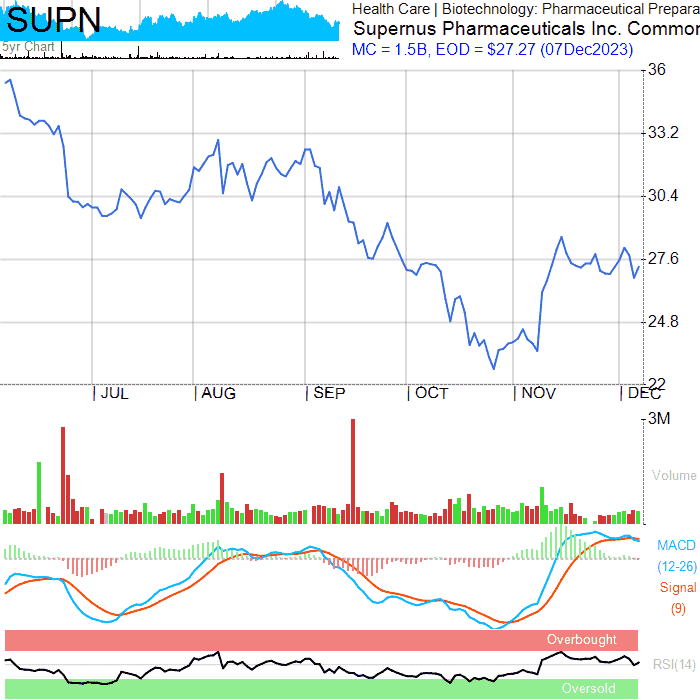 SUPN
5yr Chart
Health Care | Biotechnology: Pharmaceutical Prepara
Supernus Pharmaceuticals Inc. Common
MC = 1.5B, EOD = $27.27 (07Dec2023)
36
33.2
30.4
27.6
24.8
22
JUL AUG SEP OCT NOV DEC
3M
Volume
MACD
(12-26)
Signal
(9)
Overbought
RSI(14)
Oversold